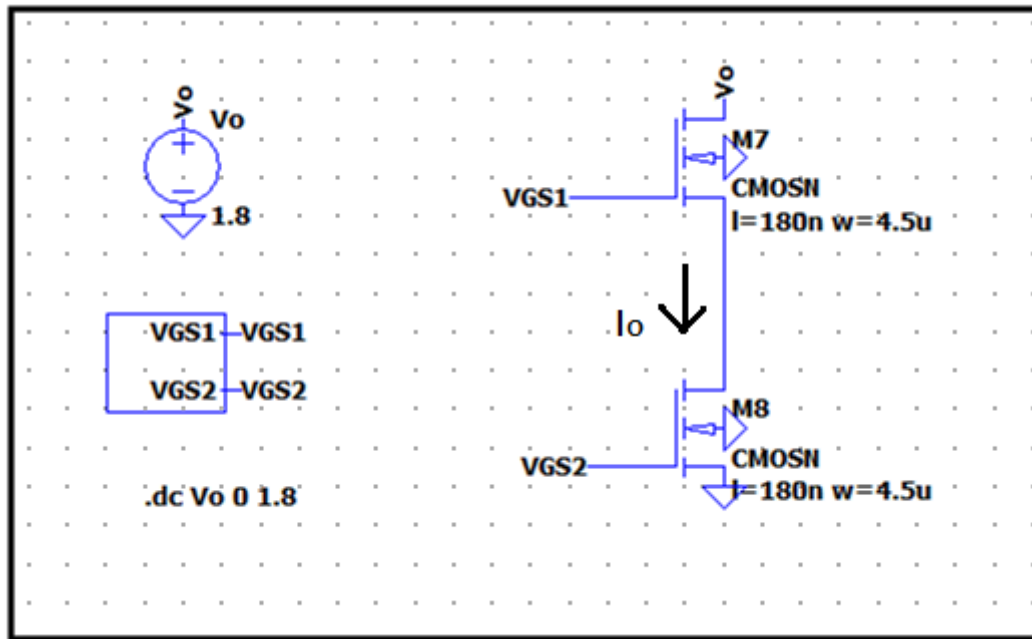 Vo
Vo
1.8
VGS1
VGS1
VGS2
VGS2
.dc Vo 0 1.8
Vo
M7
CMOSN
l=180n w=4.5u
VGS1
Io
M8
CMOSN
l=180n w=4.5u
VGS2